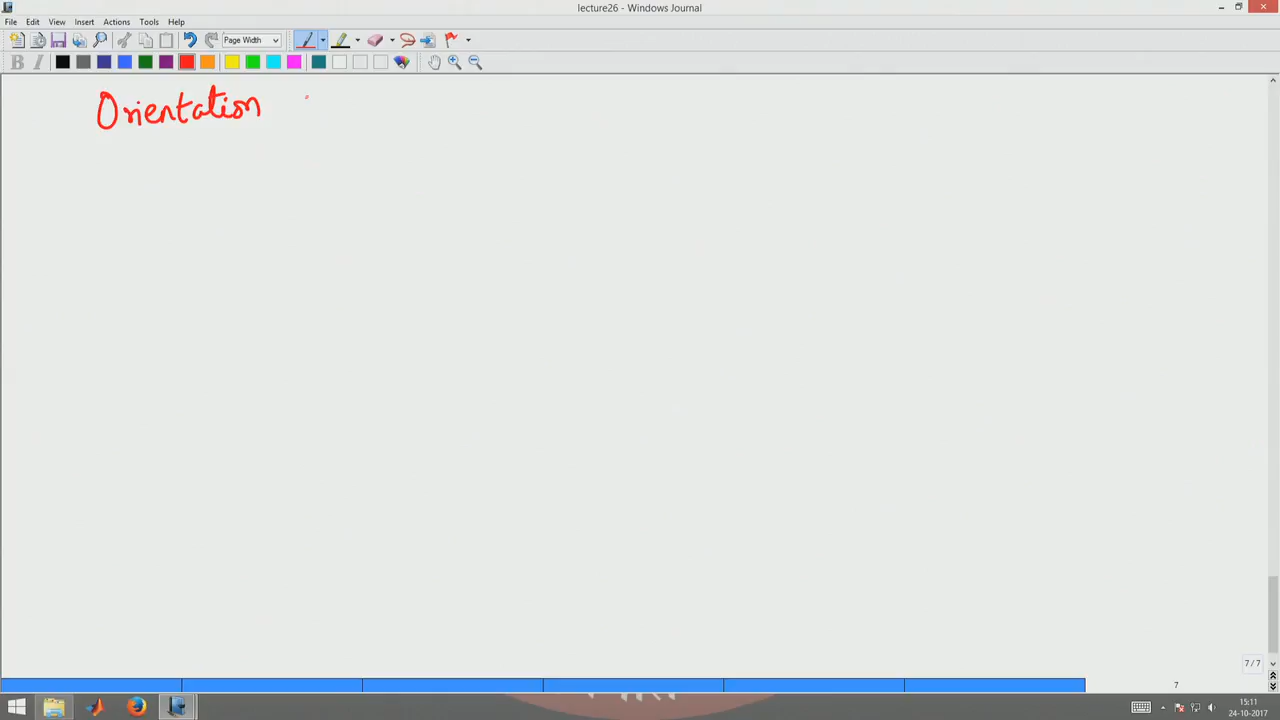 lecture26 - Windows Journal
File Edit View Insert Actions Tools Help
Page Width
B I
Orientation
7 / 7
7
15:11
24-10-2017